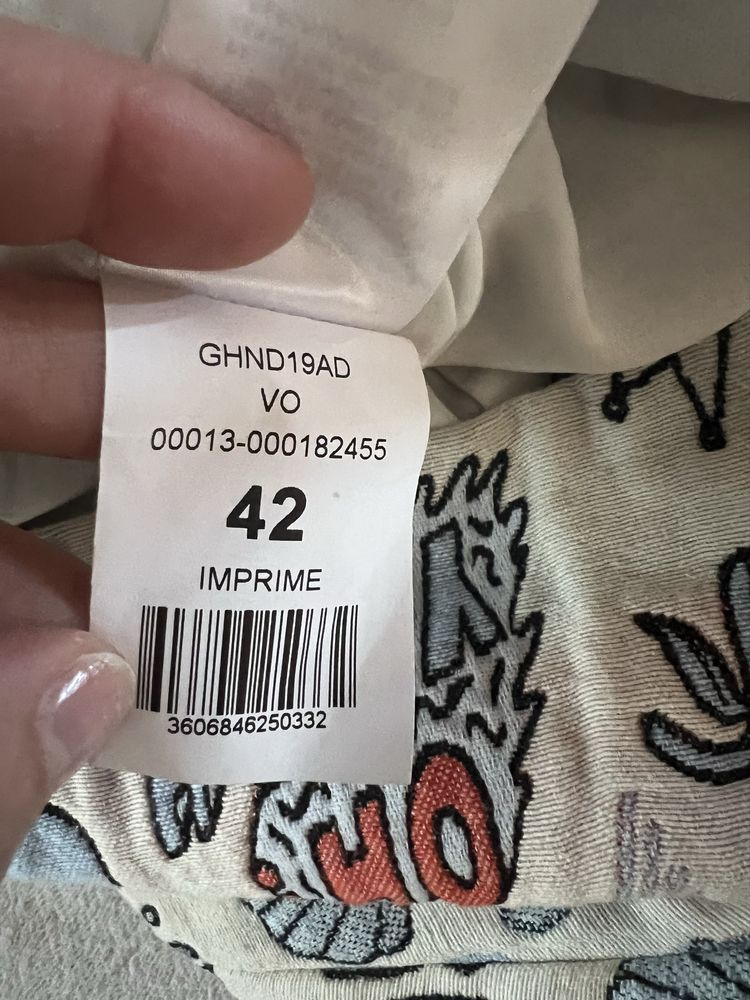 GHND19AD
VO
00013-000182455
42
IMPRIME
3606846250332